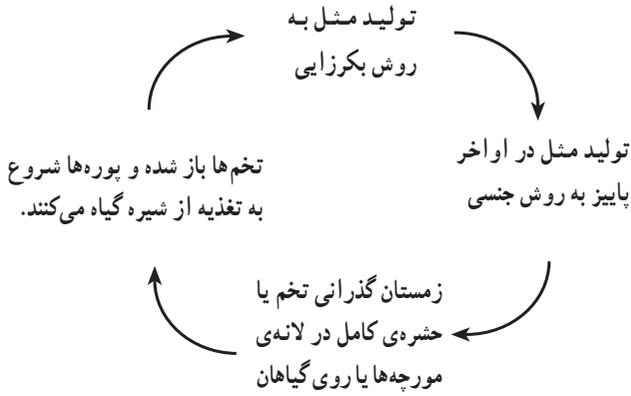 تولید مثل به
روش بکرزایی
تولید مثل در اواخر
پاییز به روش جنسی
زمستان گذرانی تخم یا
حشره‌ی کامل در لانه‌ی
مورچه‌ها یا روی گیاهان
تخم‌ها باز شده و پوره‌ها شروع
به تغذیه از شیره گیاه می‌کنند.